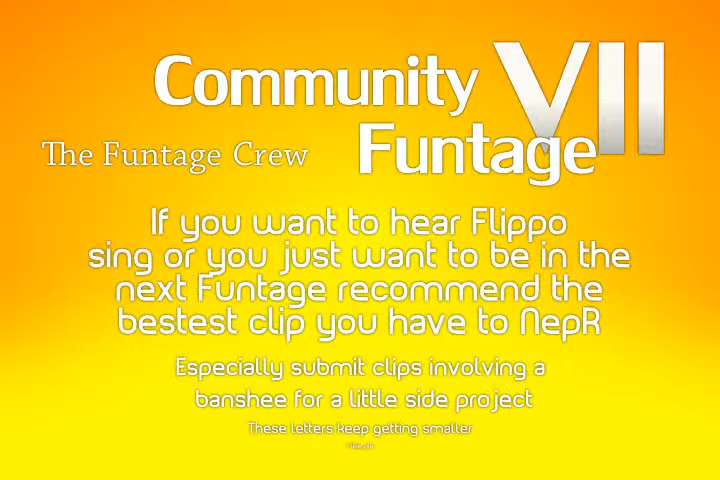 Community VII
The Funtage Crew Funtage
If you want to hear Flippo
sing or you just want to be in the
next Funtage recommend the
bestest clip you have to NepR
Especially submit clips involving a
banshee for a little side project
These letters keep getting smaller